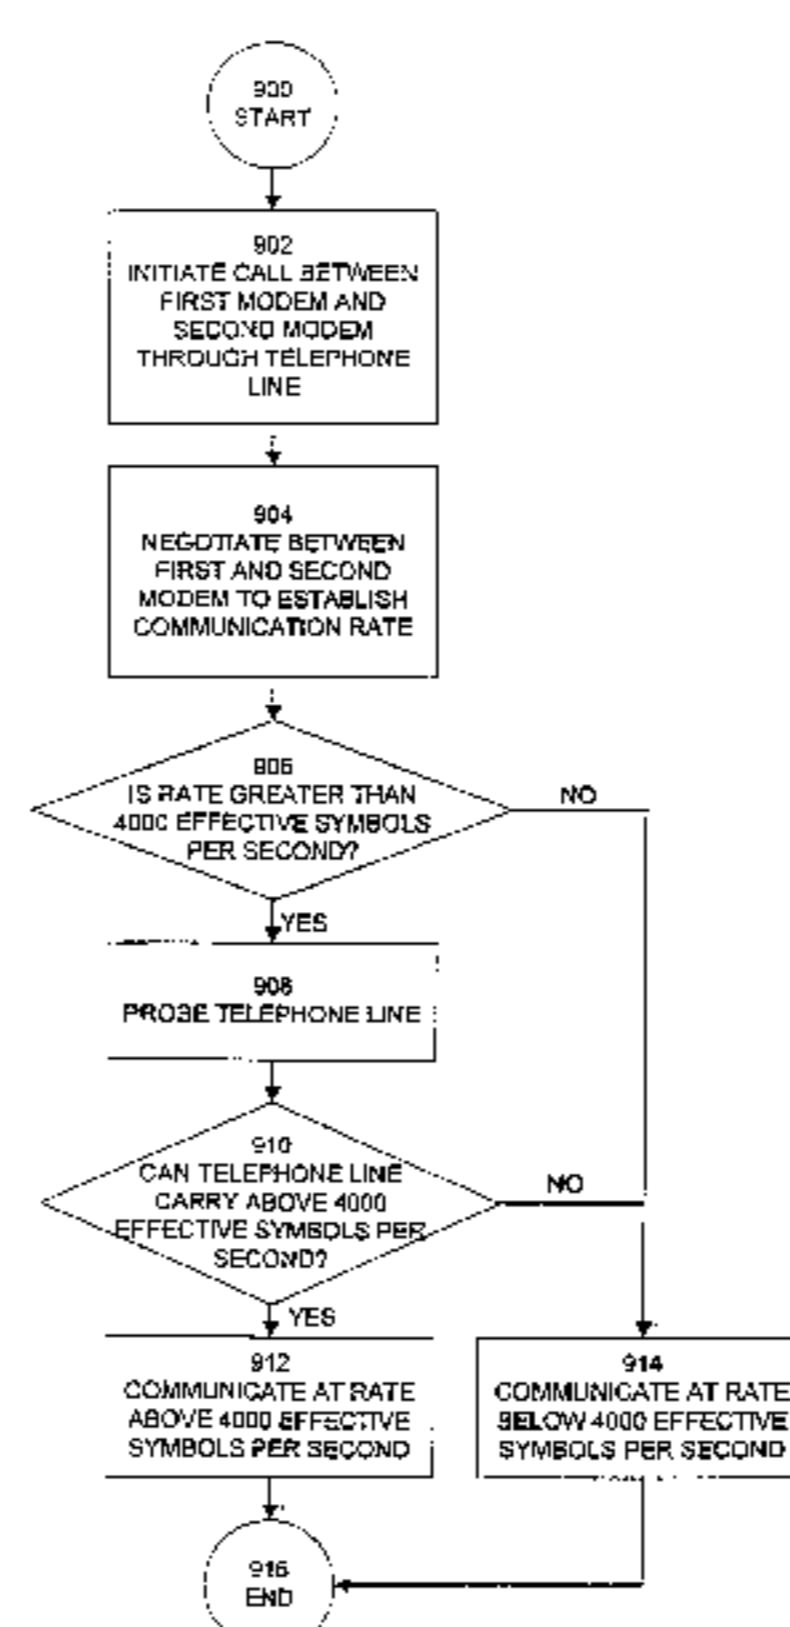 900
START
902
INITIATE CALL BETWEEN
FIRST MODEM AND
SECOND MODEM
THROUGH TELEPHONE
LINE
904
NEGOTIATE BETWEEN
FIRST AND SECOND
MODEM TO ESTABLISH
COMMUNICATION RATE
906
IS RATE GREATER THAN
4000 EFFECTIVE SYMBOLS
PER SECOND?
NO
YES
908
PROBE TELEPHONE LINE
910
CAN TELEPHONE LINE
CARRY ABOVE 4000
EFFECTIVE SYMBOLS PER
SECOND?
NO
YES
912
COMMUNICATE AT RATE
ABOVE 4000 EFFECTIVE
SYMBOLS PER SECOND
914
COMMUNICATE AT RATE
BELOW 4000 EFFECTIVE
SYMBOLS PER SECOND
916
END